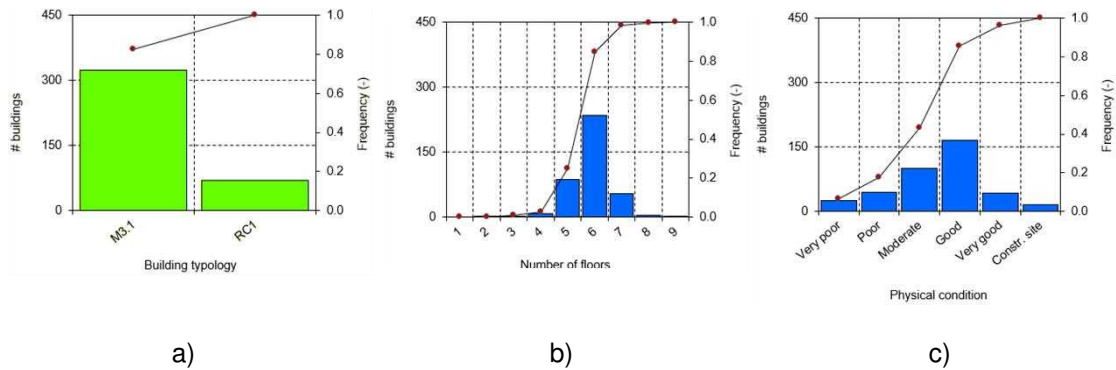 450
300
150
0
# buildings
1.0
0.8
0.6
0.4
0.2
0.0
Frequency (-)
M3.1
RC1
Building typology
450
300
150
0
# buildings
1.0
0.8
0.6
0.4
0.2
0.0
Frequency (-)
1 2 3 4 5 6 7 8 9
Number of floors
450
300
150
0
# buildings
1.0
0.8
0.6
0.4
0.2
0.0
Frequency (-)
Very poor
Poor
Moderate
Good
Very good
Constr. site
Physical condition
a) b) c)